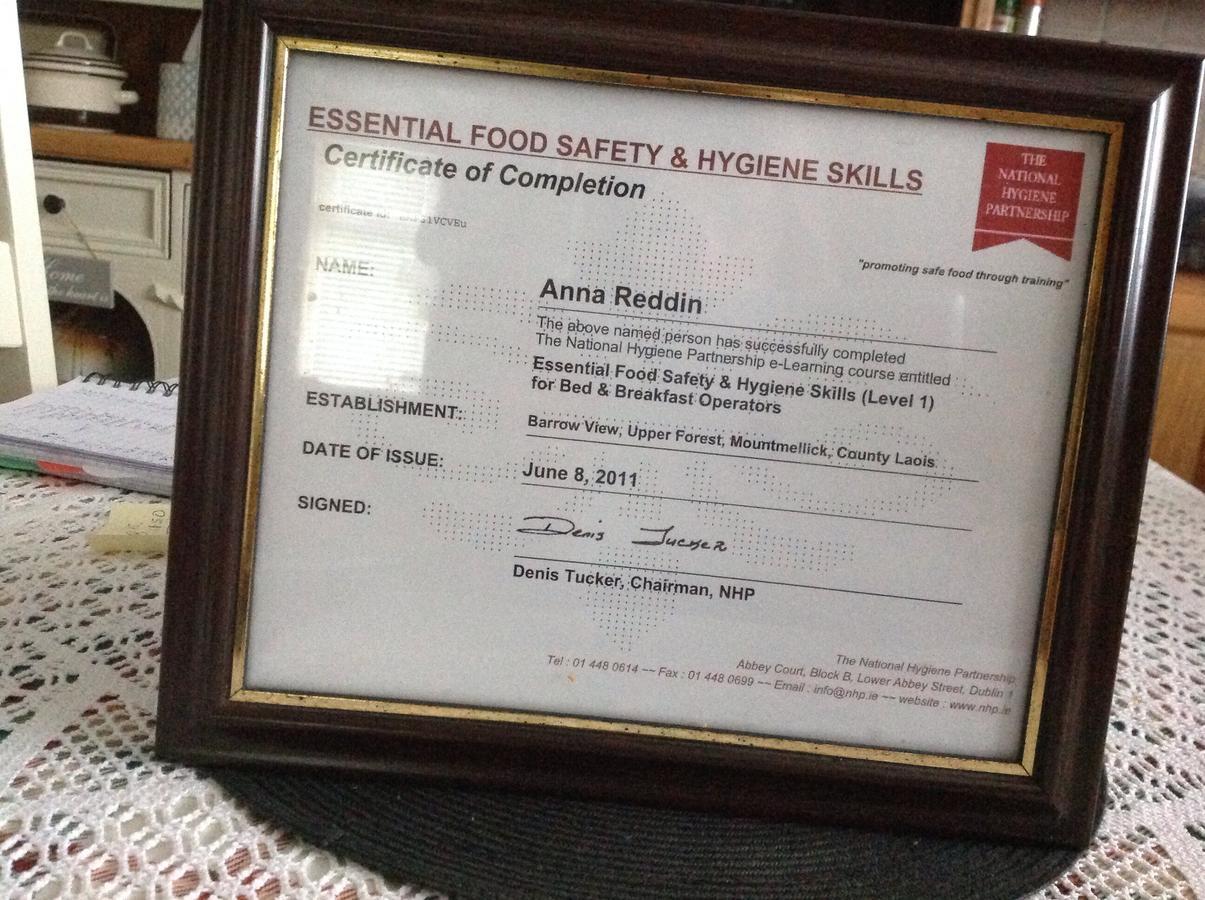 ESSENTIAL FOOD SAFETY & HYGIENE SKILLS
Certificate of Completion
THE
NATIONAL
HYGIENE
PARTNERSHIP
certificate id:
"promoting safe food through training"
NAME:
Anna Reddin
The above named person has successfully completed
The National Hygiene Partnership e-Learning course entitled
Essential Food Safety & Hygiene Skills (Level 1)
for Bed & Breakfast Operators
ESTABLISHMENT:
Barrow View, Upper Forest, Mountmellick, County Laois
DATE OF ISSUE:
June 8, 2011
SIGNED:
Denis Tucker
Denis Tucker, Chairman, NHP
The National Hygiene Partnership
Abbey Court, Block B, Lower Abbey Street, Dublin 1
Tel : 01 448 0614 ~~ Fax : 01 448 0699 ~~ Email : info@nhp.ie ~~ website : www.nhp.ie
Home